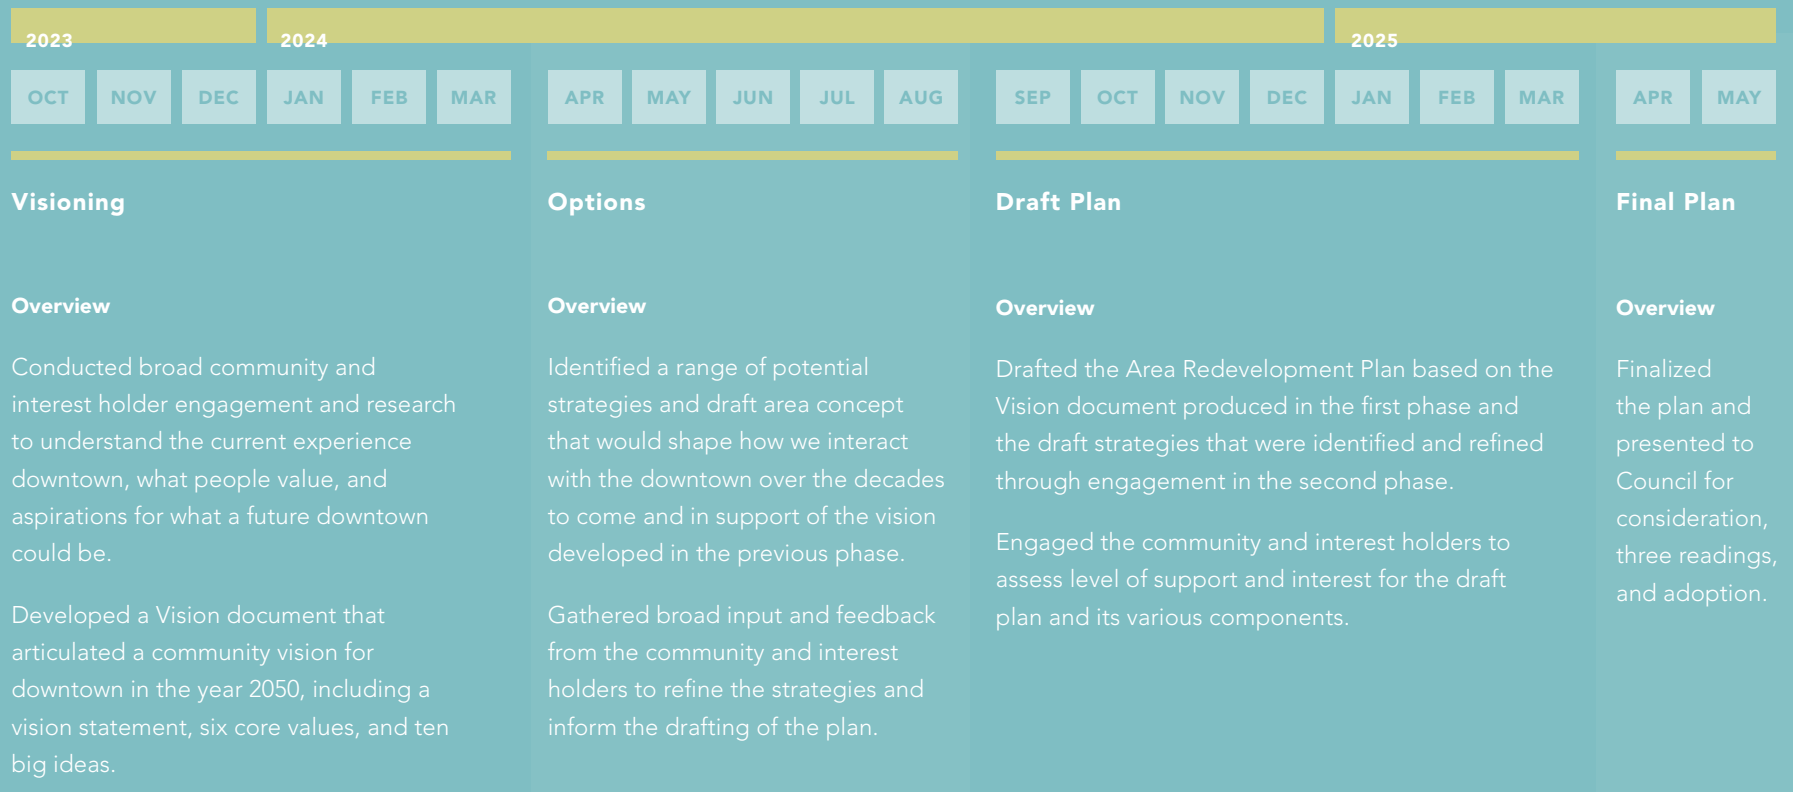 2023 2024 2025
OCT NOV DEC JAN FEB MAR APR MAY JUN JUL AUG SEP OCT NOV DEC JAN FEB MAR APR MAY
Visioning
Overview
Conducted broad community and
interest holder engagement and research
to understand the current experience
downtown, what people value, and
aspirations for what a future downtown
could be.
Developed a Vision document that
articulated a community vision for
downtown in the year 2050, including a
vision statement, six core values, and ten
big ideas.
Options
Overview
Identified a range of potential
strategies and draft area concept
that would shape how we interact
with the downtown over the decades
to come and in support of the vision
developed in the previous phase.
Gathered broad input and feedback
from the community and interest
holders to refine the strategies and
inform the drafting of the plan.
Draft Plan
Overview
Drafted the Area Redevelopment Plan based on the
Vision document produced in the first phase and
the draft strategies that were identified and refined
through engagement in the second phase.
Engaged the community and interest holders to
assess level of support and interest for the draft
plan and its various components.
Final Plan
Overview
Finalized
the plan and
presented to
Council for
consideration,
three readings,
and adoption.